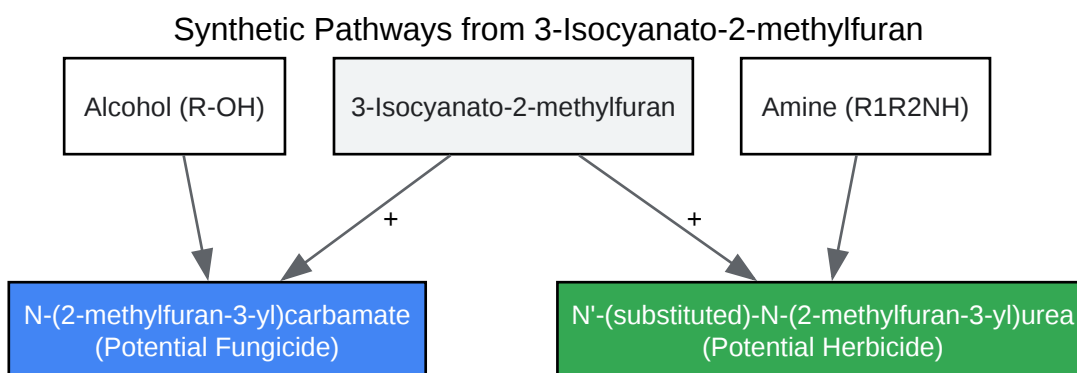 Synthetic Pathways from 3-Isocyanato-2-methylfuran
Alcohol (R-OH)
3-Isocyanato-2-methylfuran
Amine (R1R2NH)
+
+
N-(2-methylfuran-3-yl)carbamate
(Potential Fungicide)
N'-(substituted)-N-(2-methylfuran-3-yl)urea
(Potential Herbicide)